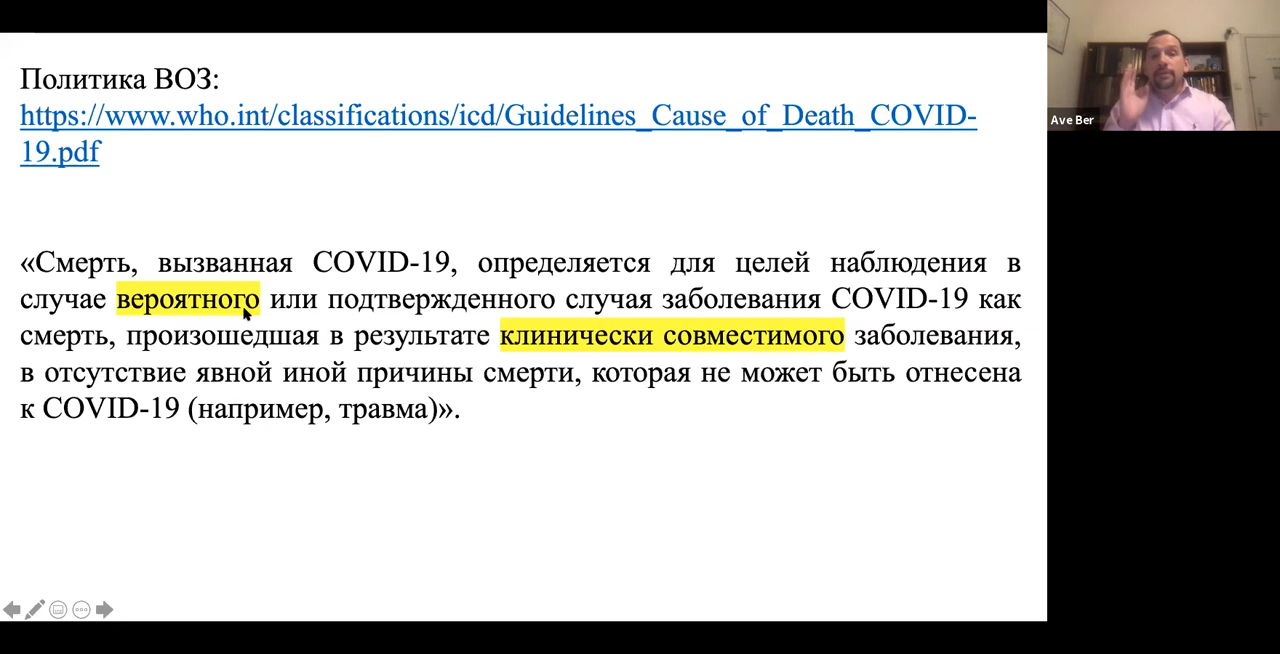 Политика ВОЗ:
https://www.who.int/classifications/icd/Guidelines_Cause_of_Death_COVID-
19.pdf
«Смерть, вызванная COVID-19, определяется для целей наблюдения в
случае вероятного или подтвержденного случая заболевания COVID-19 как
смерть, произошедшая в результате клинически совместимого заболевания,
в отсутствие явной иной причины смерти, которая не может быть отнесена
к COVID-19 (например, травма)».
Ave Ber